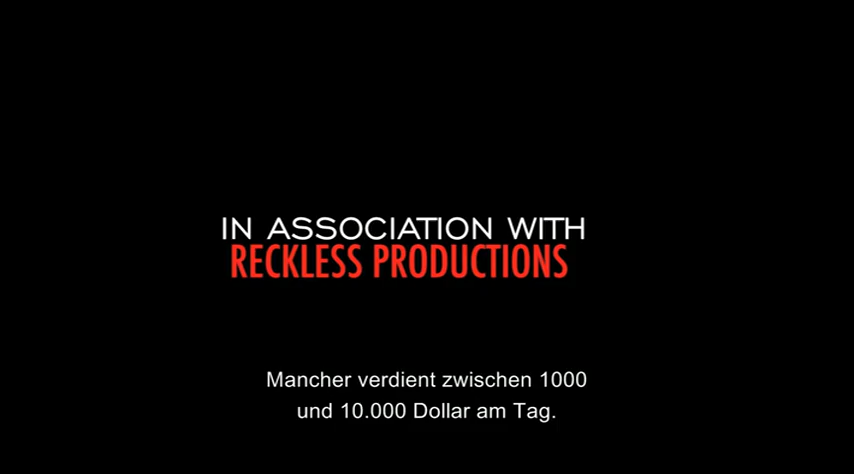 IN ASSOCIATION WITH
RECKLESS PRODUCTIONS
Mancher verdient zwischen 1000
und 10.000 Dollar am Tag.